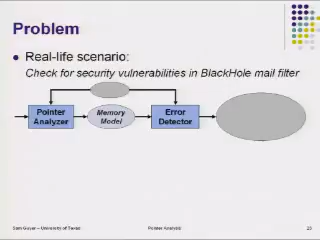 Problem
Real-life scenario:
Check for security vulnerabilities in BlackHole mail filter
Pointer Analyzer
Memory Model
Error Detector
Sam Guyer – University of Texas
Pointer Analysis
23